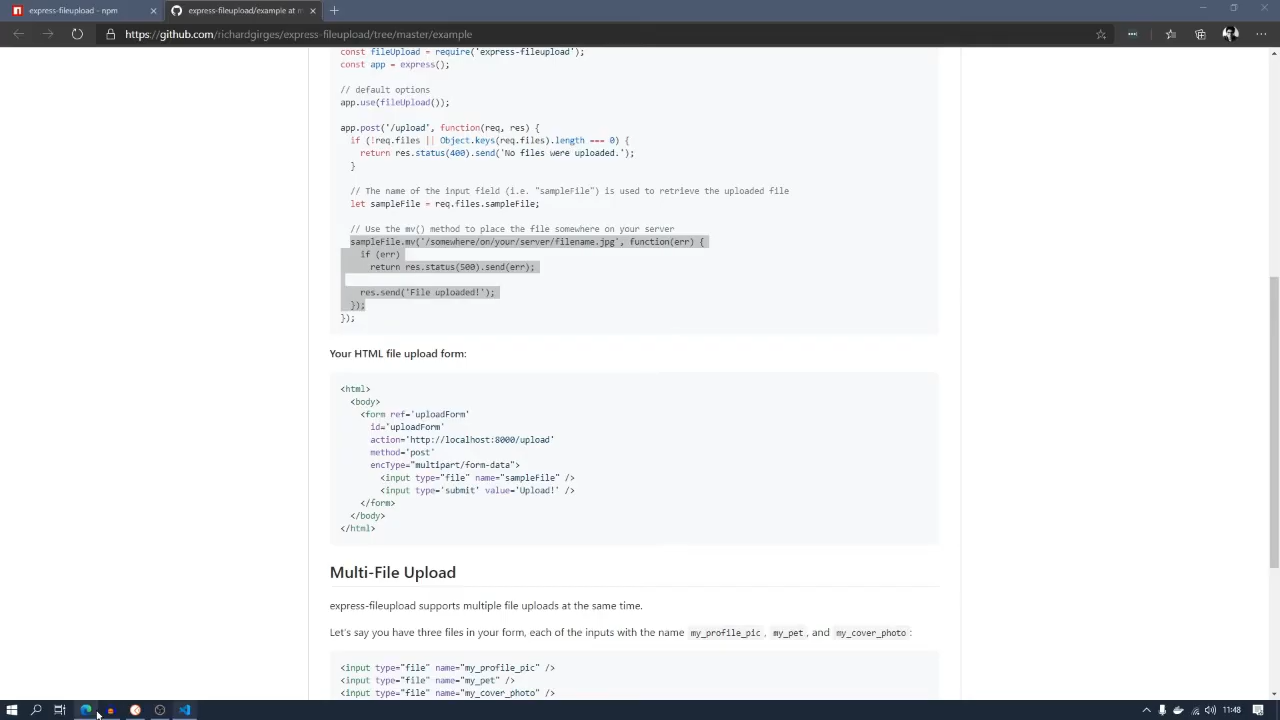 express-fileupload - npm
express-fileupload/example at m
https://github.com/richardgirges/express-fileupload/tree/master/example
const fileUpload = require('express-fileupload');
const app = express();
// default options
app.use(fileUpload());
app.post('/upload', function(req, res) {
if (!req.files || Object.keys(req.files).length === 0) {
return res.status(400).send('No files were uploaded.');
}
// The name of the input field (i.e. "sampleFile") is used to retrieve the uploaded file
let sampleFile = req.files.sampleFile;
// Use the mv() method to place the file somewhere on your server
sampleFile.mv('/somewhere/on/your/server/filename.jpg', function(err) {
if (err)
return res.status(500).send(err);
res.send('File uploaded!');
});
});
Your HTML file upload form:
<html>
<body>
<form ref='uploadForm'
id='uploadForm'
action='http://localhost:8000/upload'
method='post'
encType="multipart/form-data">
<input type="file" name="sampleFile" />
<input type='submit' value='Upload!' />
</form>
</body>
</html>
Multi-File Upload
express-fileupload supports multiple file uploads at the same time.
Let's say you have three files in your form, each of the inputs with the name my_profile_pic, my_pet, and my_cover_photo:
<input type="file" name="my_profile_pic" />
<input type="file" name="my_pet" />
<input type="file" name="my_cover_photo" />
11:48